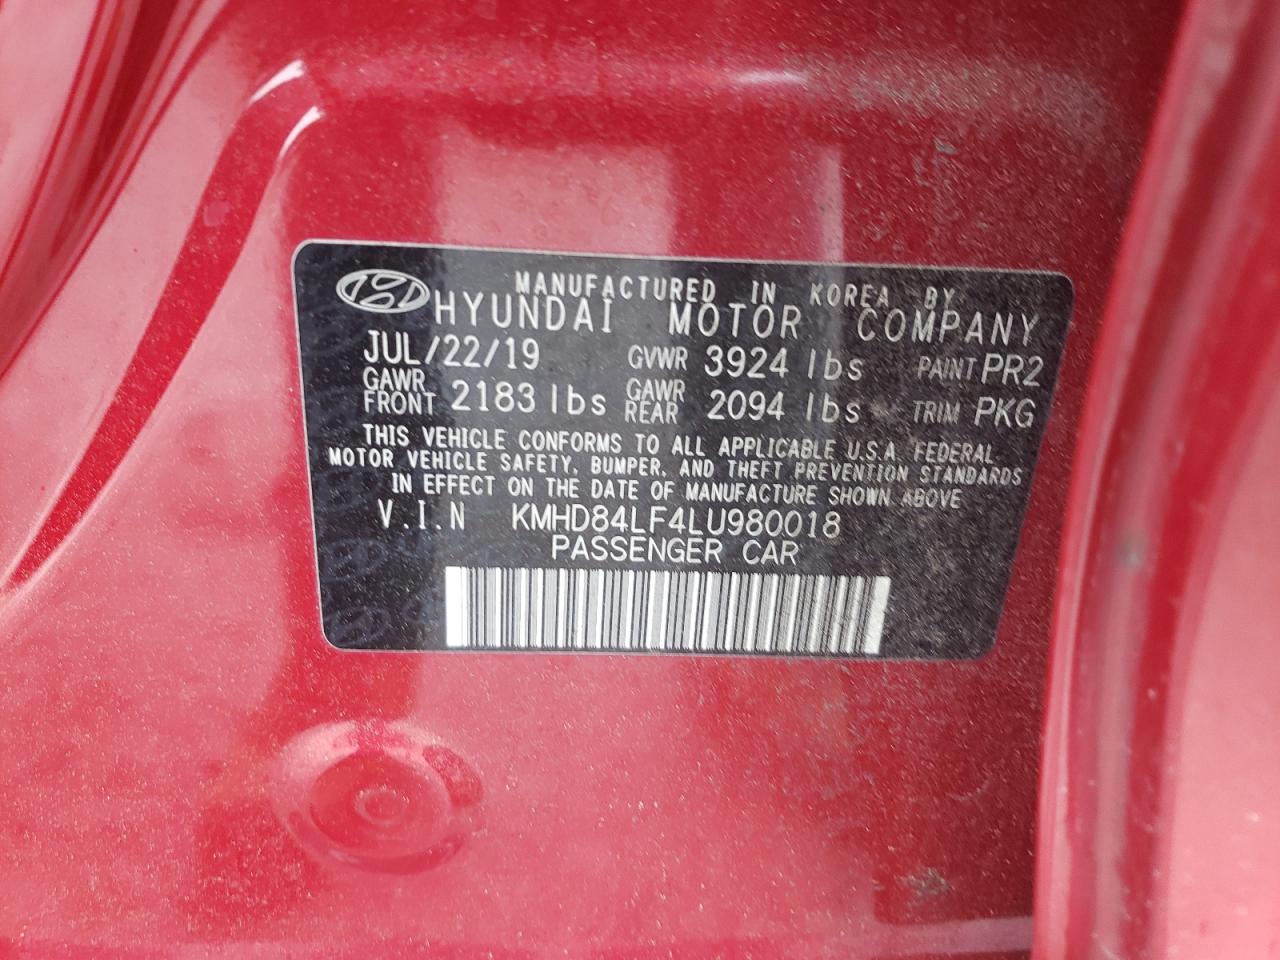 MANUFACTURED IN KOREA BY
HYUNDAI MOTOR COMPANY
JUL/22/19 GVWR 3924 lbs PAINT PR2
GAWR FRONT 2183 lbs GAWR REAR 2094 lbs TRIM PKG
THIS VEHICLE CONFORMS TO ALL APPLICABLE U.S.A. FEDERAL
MOTOR VEHICLE SAFETY, BUMPER, AND THEFT PREVENTION STANDARDS
IN EFFECT ON THE DATE OF MANUFACTURE SHOWN ABOVE
V.I.N KMHD84LF4LU980018
PASSENGER CAR